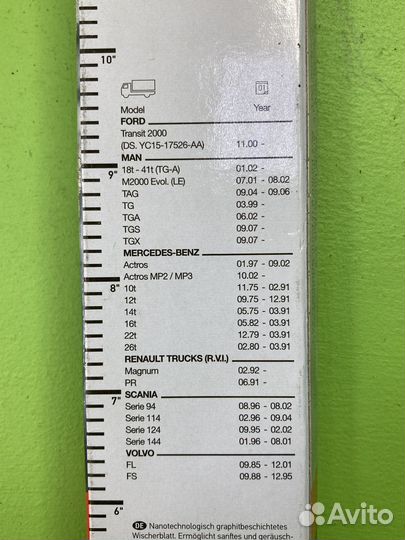 10"
01
Model Year
FORD
Transit 2000
(DS. YC15-17526-AA) 11.00 -
MAN
18t - 41t (TG-A) 01.02 -
9"
M2000 Evol. (LE) 07.01 - 08.02
TAG 09.04 - 09.06
TG 03.99 -
TGA 06.02 -
TGS 09.07 -
TGX 09.07 -
MERCEDES-BENZ
Actros 01.97 - 09.02
Actros MP2 / MP3 10.02 -
8"
10t 11.75 - 02.91
12t 09.75 - 12.91
14t 05.75 - 03.91
16t 05.82 - 03.91
22t 12.79 - 03.91
26t 02.80 - 03.91
RENAULT TRUCKS (R.V.I.)
Magnum 02.92 -
PR 06.91 -
SCANIA
7"
Serie 94 08.96 - 08.02
Serie 114 02.96 - 09.04
Serie 124 09.95 - 02.02
Serie 144 01.96 - 08.01
VOLVO
FL 09.85 - 12.01
FS 09.88 - 12.95
6"
DE Nanotechnologisch graphitbeschichtetes
Wischerblatt. Ermöglicht sanftes und geräusch-
Avito